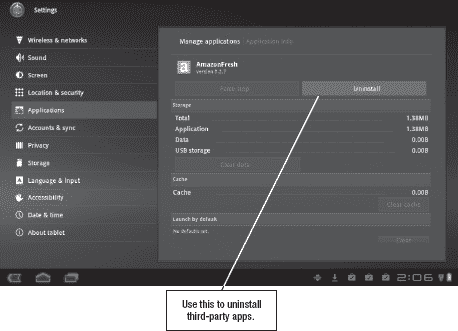 Settings
Wireless & networks
Sound
Screen
Location & security
Applications
Accounts & sync
Privacy
Storage
Language & input
Accessibility
Date & time
About tablet
Manage applications Application info
AmazonFresh
Force stop
Uninstall
Storage
Total 1.38MB
Application 1.38MB
Data 0.00B
USB storage 0.00B
Clear data
Cache
Cache 0.00B
Clear cache
Launch by default
No defaults set.
2:06
Use this to uninstall
third-party apps.